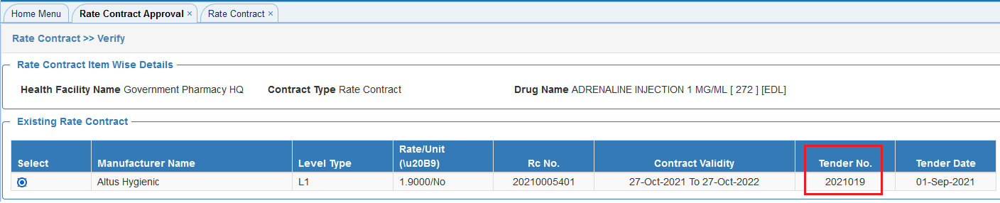 Home Menu Rate Contract Approval × Rate Contract ×
Rate Contract >> Verify
Rate Contract Item Wise Details
Health Facility Name Government Pharmacy HQ Contract Type Rate Contract Drug Name ADRENALINE INJECTION 1 MG/ML [ 272 ] [EDL]
Existing Rate Contract
Select Manufacturer Name Level Type Rate/Unit (\u20B9) Rc No. Contract Validity Tender No. Tender Date
Altus Hygienic L1 1.9000/No 20210005401 27-Oct-2021 To 27-Oct-2022 2021019 01-Sep-2021